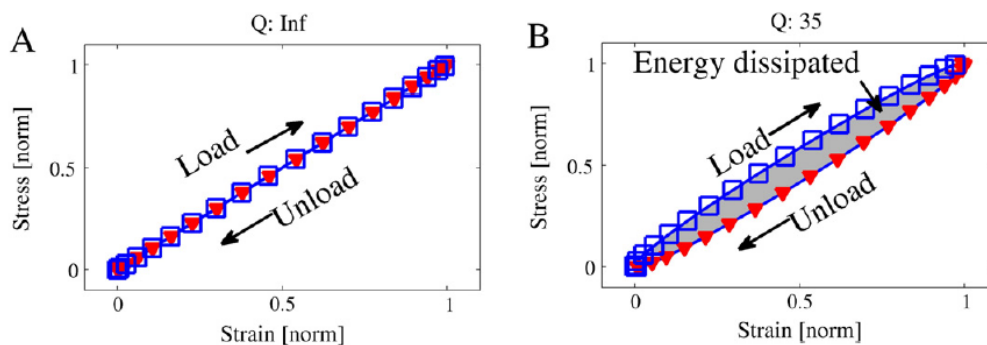 A
Q: Inf
Stress [norm]
1
0.5
0
Load
Unload
0
0.5
1
Strain [norm]
B
Q: 35
Stress [norm]
1
0.5
0
Energy dissipated
Load
Unload
0
0.5
1
Strain [norm]